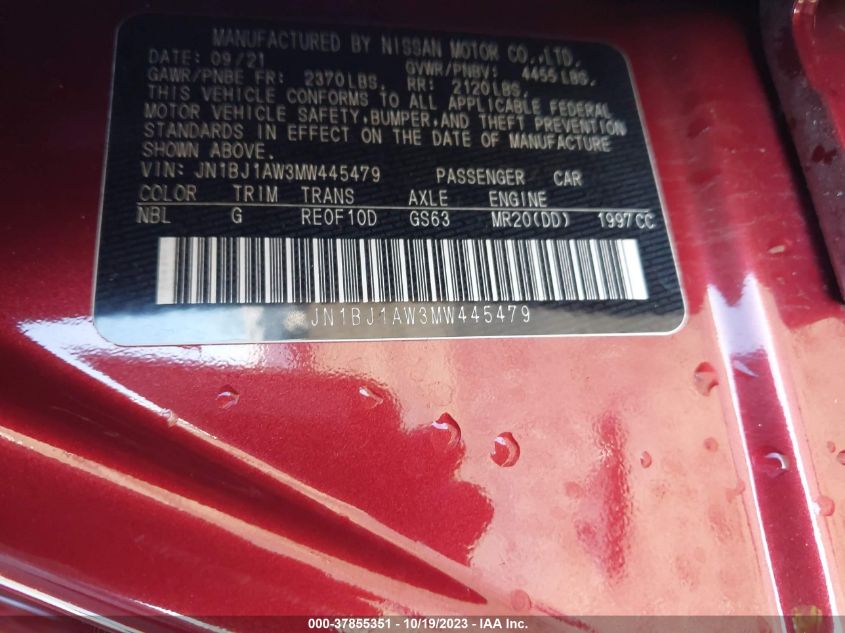 MANUFACTURED BY NISSAN MOTOR CO.,LTD.
DATE: 09/21 GVWR/PNBV: 4455 LBS.
GAWR/PNBE FR: 2370LBS. RR: 2120LBS.
THIS VEHICLE CONFORMS TO ALL APPLICABLE FEDERAL
MOTOR VEHICLE SAFETY,BUMPER,AND THEFT PREVENTION
STANDARDS IN EFFECT ON THE DATE OF MANUFACTURE
SHOWN ABOVE.
VIN: JN1BJ1AW3MW445479 PASSENGER CAR
COLOR TRIM TRANS AXLE ENGINE
NBL G RE0F10D GS63 MR20(DD) 1997CC
JN1BJ1AW3MW445479
000-37855351 - 10/19/2023 - IAA Inc.